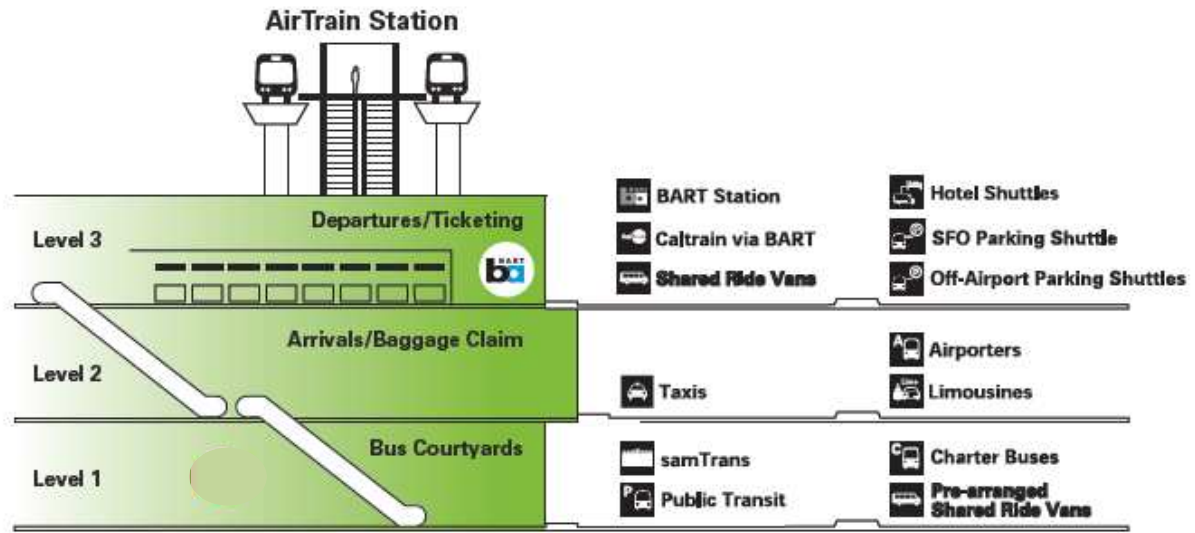 AirTrain Station
Departures/Ticketing
Level 3
BART
ba
BART Station
Caltrain via BART
Shared Ride Vans
Hotel Shuttles
SFO Parking Shuttle
Off-Airport Parking Shuttles
Arrivals/Baggage Claim
Level 2
Taxis
A
Airporters
Limousines
Bus Courtyards
Level 1
samTrans
P
Public Transit
C
Charter Buses
Pre-arranged
Shared Ride Vans